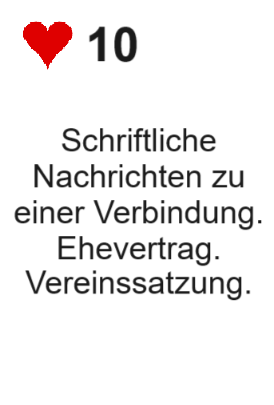 10
Schriftliche
Nachrichten zu
einer Verbindung.
Ehevertrag.
Vereinssatzung.